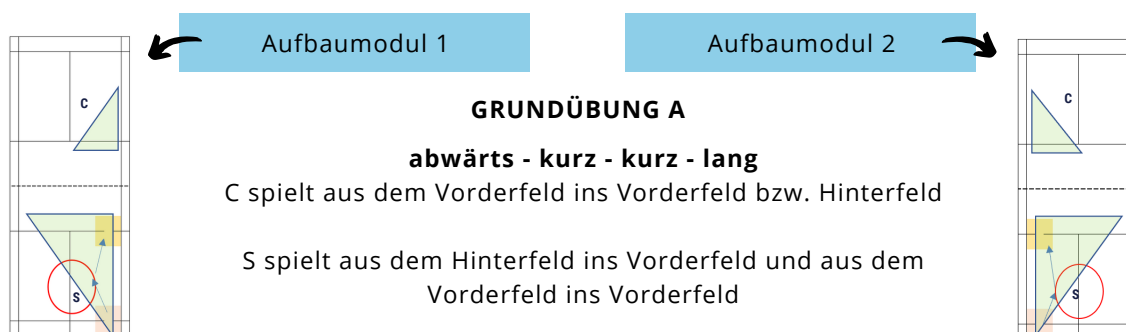 Aufbaumodul 1
Aufbaumodul 2
GRUNDÜBUNG A
abwärts - kurz - kurz - lang
C spielt aus dem Vorderfeld ins Vorderfeld bzw. Hinterfeld
S spielt aus dem Hinterfeld ins Vorderfeld und aus dem
Vorderfeld ins Vorderfeld
C
S
C
S